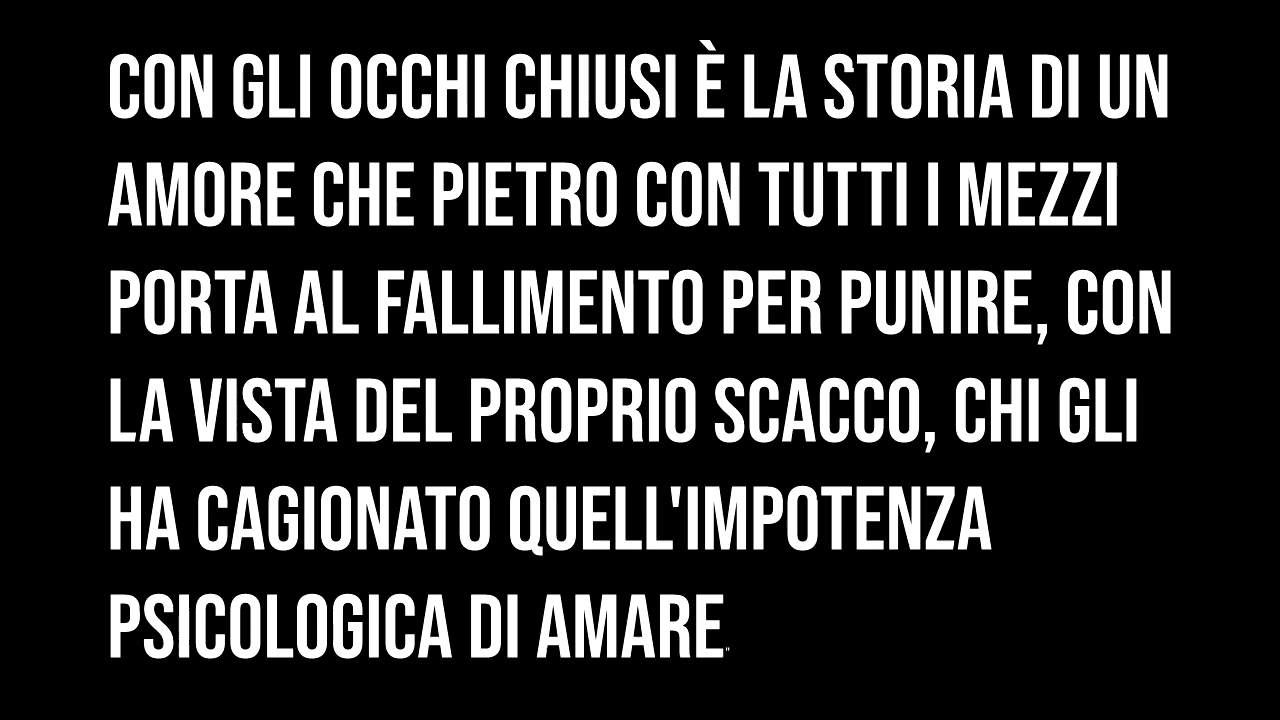 CON GLI OCCHI CHIUSI È LA STORIA DI UN
AMORE CHE PIETRO CON TUTTI I MEZZI
PORTA AL FALLIMENTO PER PUNIRE, CON
LA VISTA DEL PROPRIO SCACCO, CHI GLI
HA CAGIONATO QUELL'IMPOTENZA
PSICOLOGICA DI AMARE"